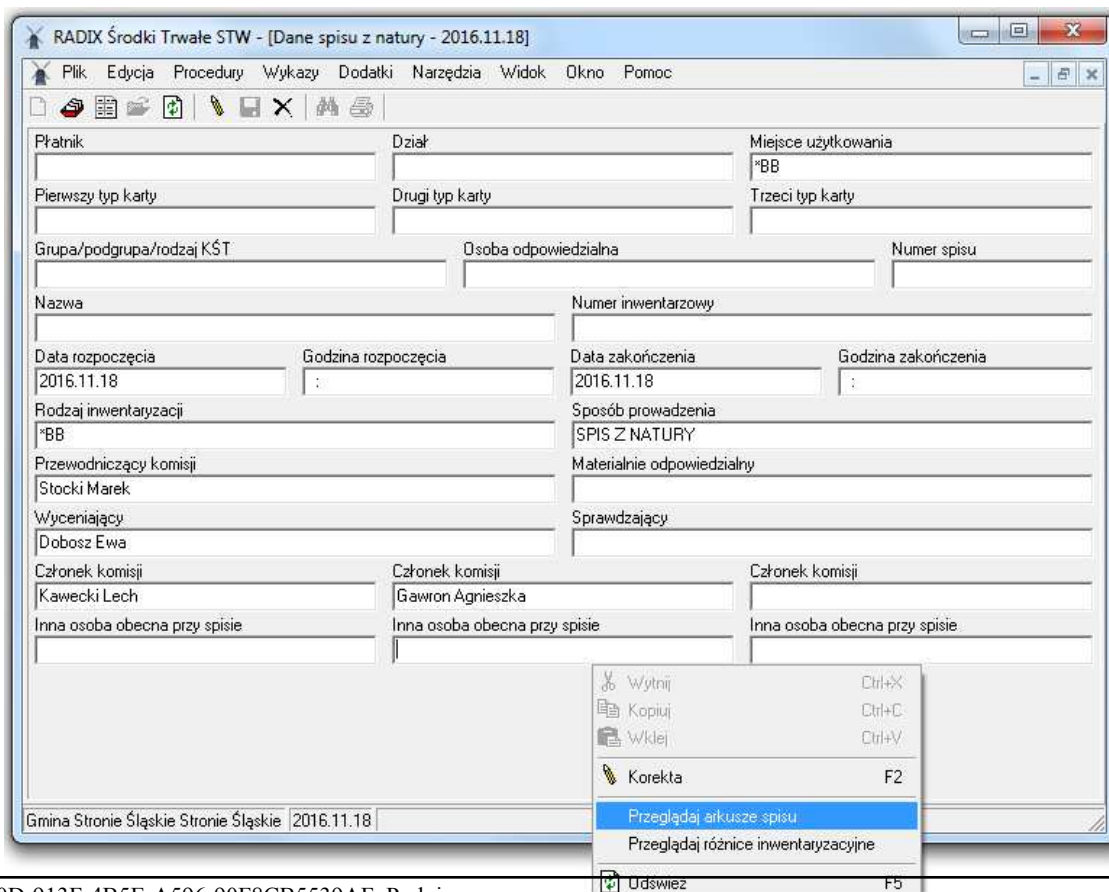 RADIX Środki Trwałe STW - [Dane spisu z natury - 2016.11.18]
Plik Edycja Procedury Wykazy Dodatki Narzędzia Widok Okno Pomoc
Płatnik Dział Miejsce użytkowania
*BB
Pierwszy typ karty Drugi typ karty Trzeci typ karty
Grupa/podgrupa/rodzaj KŚT Osoba odpowiedzialna Numer spisu
Nazwa Numer inwentarzowy
Data rozpoczęcia Godzina rozpoczęcia Data zakończenia Godzina zakończenia
2016.11.18 : 2016.11.18 :
Rodzaj inwentaryzacji Sposób prowadzenia
*BB SPIS Z NATURY
Przewodniczący komisji Materialnie odpowiedzialny
Stocki Marek
Wyceniający Sprawdzający
Dobosz Ewa
Członek komisji Członek komisji Członek komisji
Kawecki Lech Gawron Agnieszka
Inna osoba obecna przy spisie Inna osoba obecna przy spisie Inna osoba obecna przy spisie
Wytnij Ctrl+X
Kopiuj Ctrl+C
Wklej Ctrl+V
Korekta F2
Przeglądaj arkusze spisu
Przeglądaj różnice inwentaryzacyjne
Odśwież F5
Gmina Stronie Śląskie Stronie Śląskie 2016.11.18